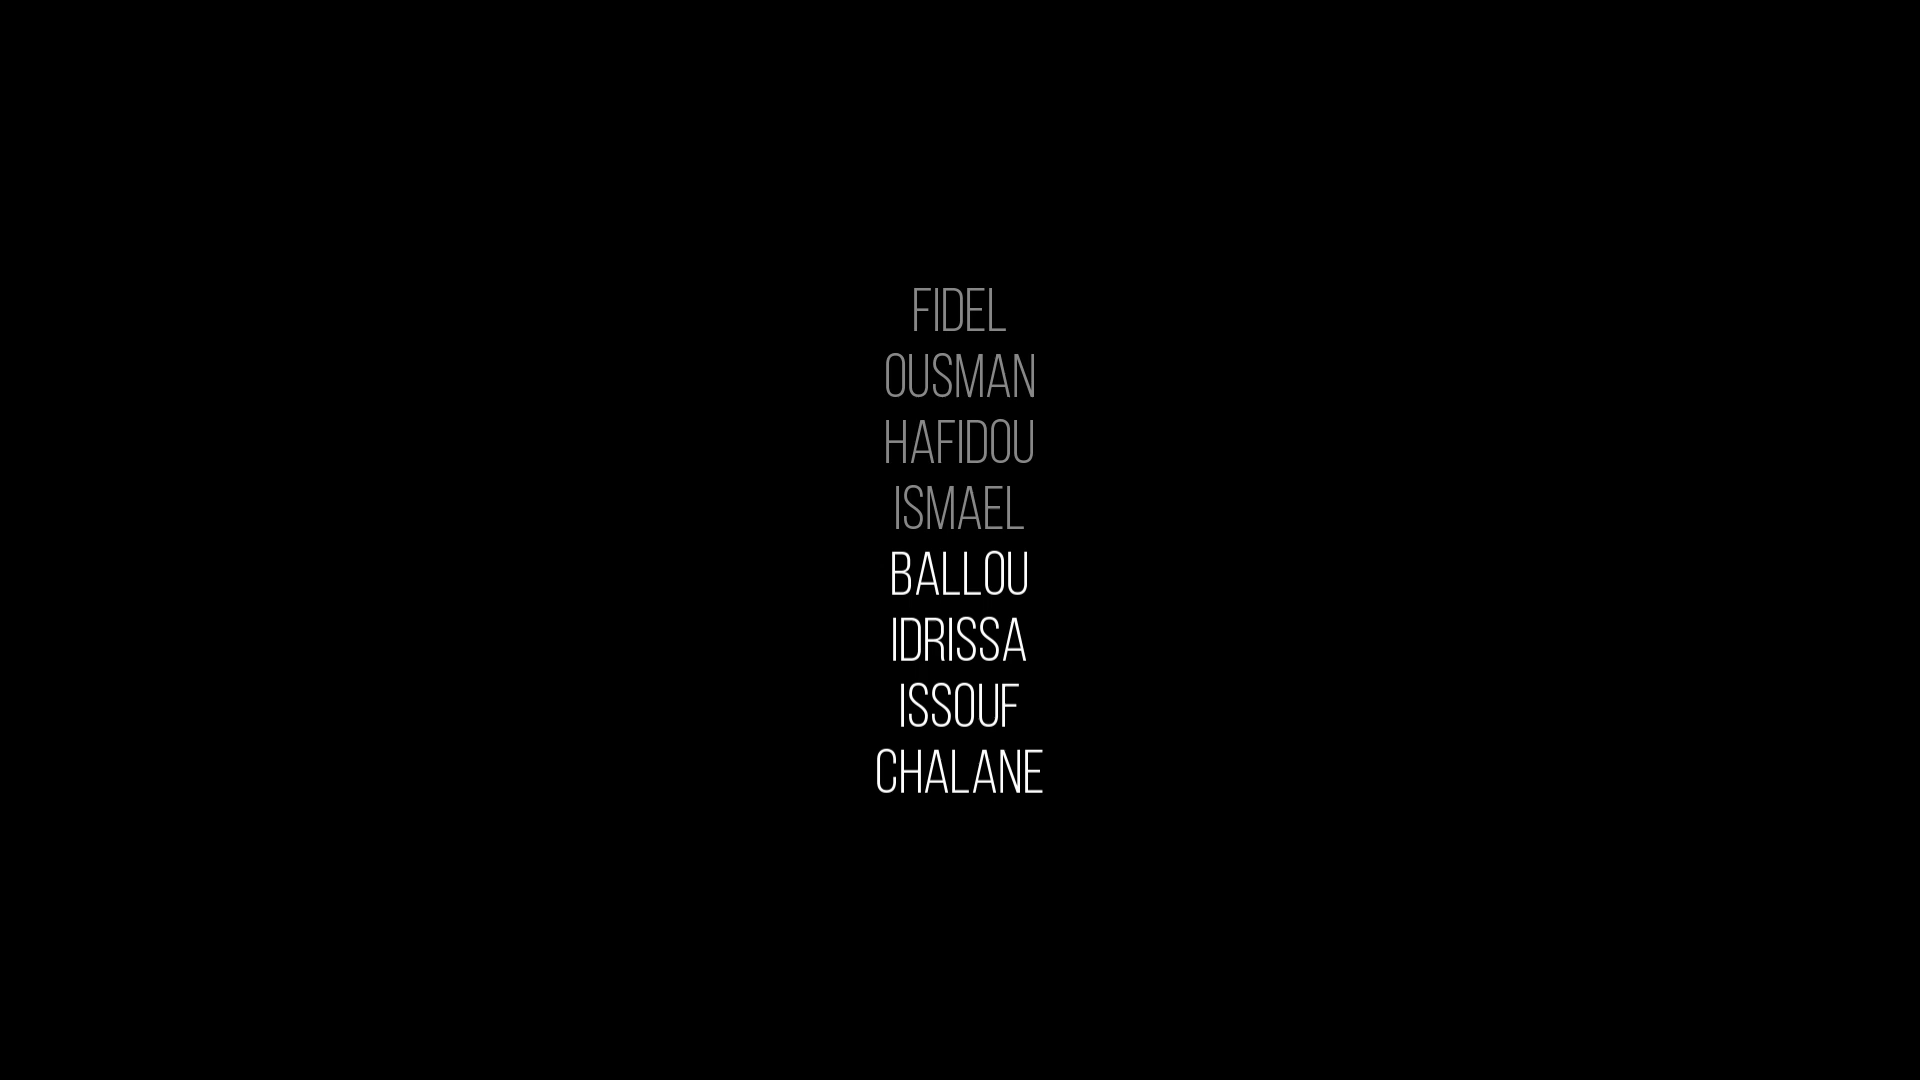 FIDEL
OUSMAN
HAFIDOU
ISMAEL
BALLOU
IDRISSA
ISSOUF
CHALANE